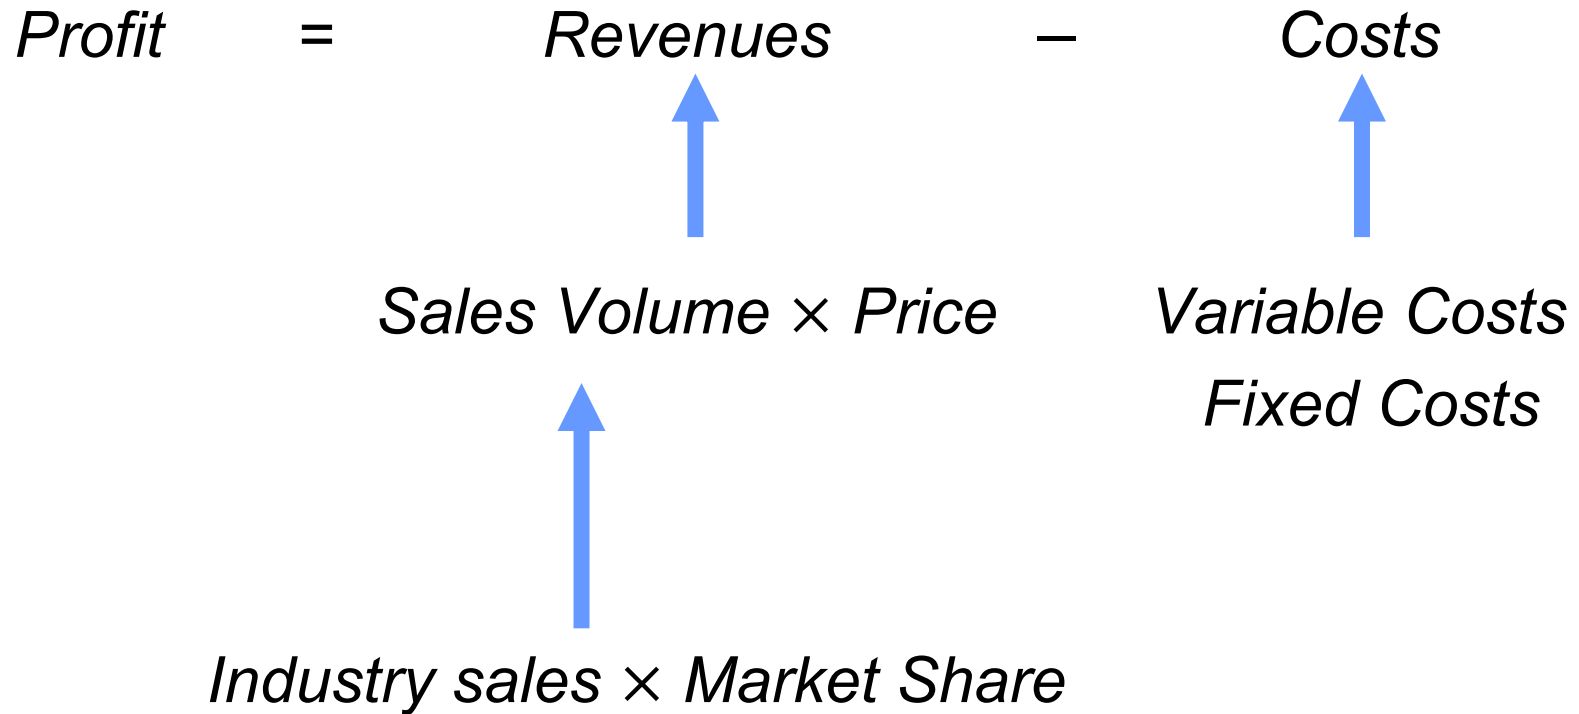 Profit = Revenues – Costs
Sales Volume × Price Variable Costs
Fixed Costs
Industry sales × Market Share